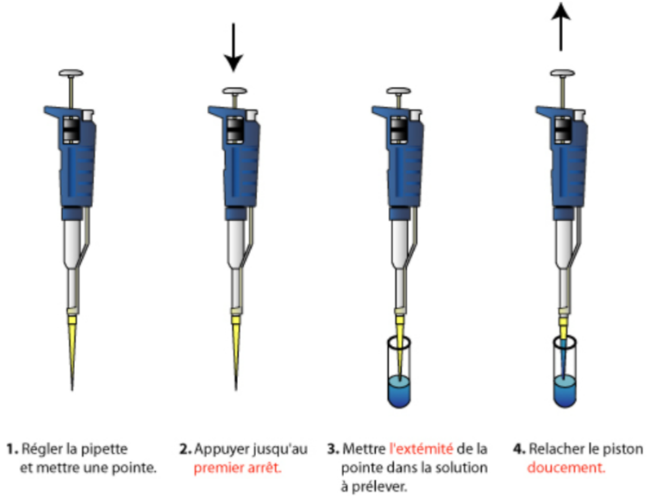 1. Régler la pipette
et mettre une pointe.
2. Appuyer jusqu'au
premier arrêt.
3. Mettre l'extémité de la
pointe dans la solution
à prélever.
4. Relacher le piston
doucement.